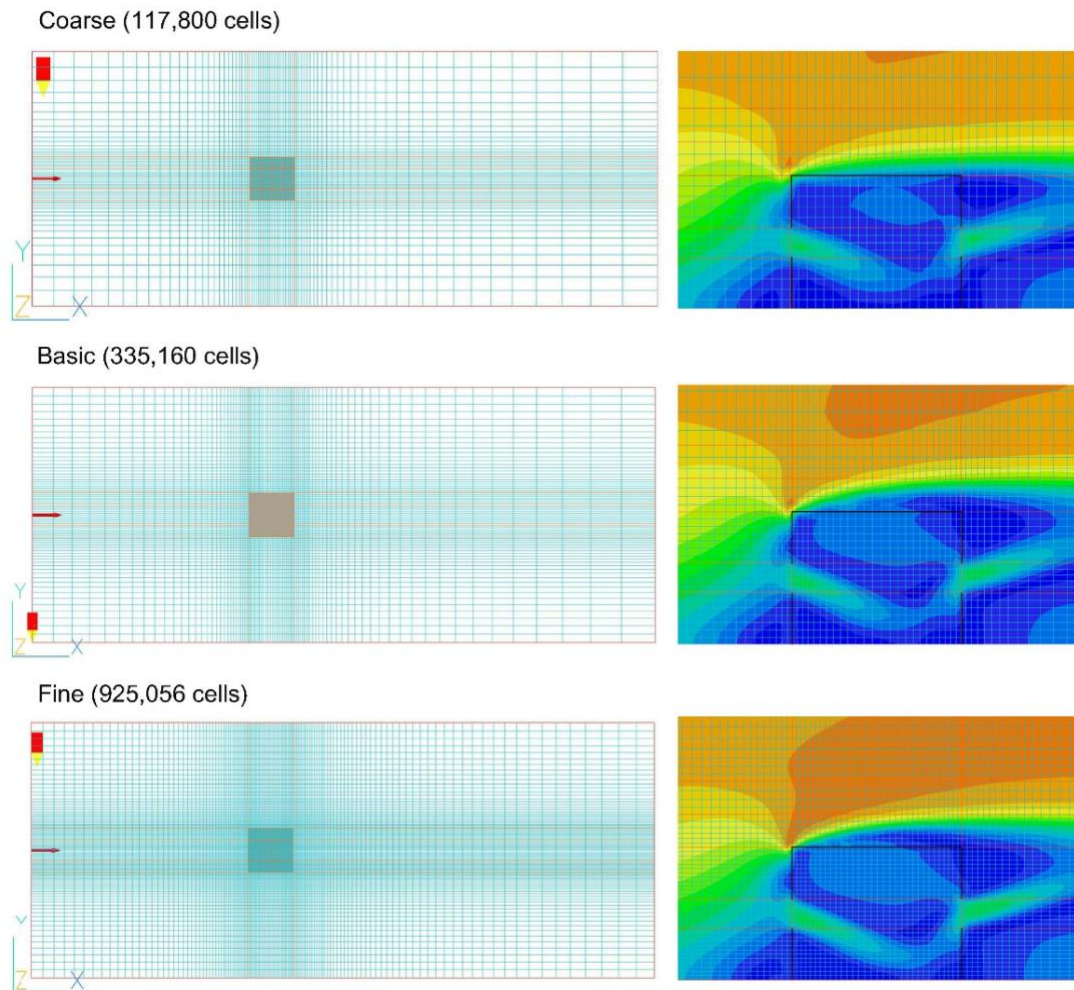 Coarse (117,800 cells)
Y
Z X
Basic (335,160 cells)
Y
Z X
Fine (925,056 cells)
Y
Z X